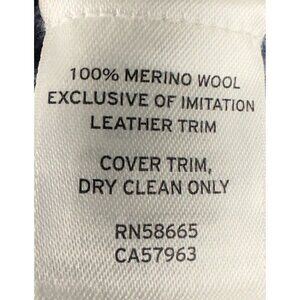 100% MERINO WOOL
EXCLUSIVE OF IMITATION
LEATHER TRIM
COVER TRIM,
DRY CLEAN ONLY
RN58665
CA57963